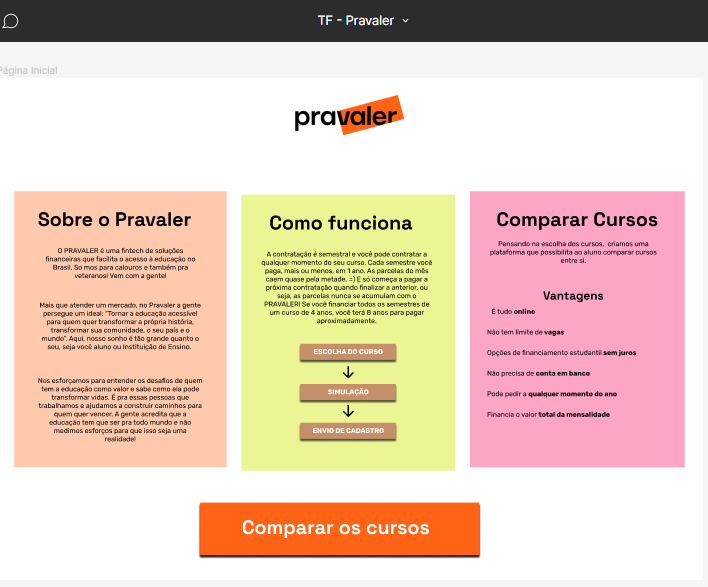 TF - Pravaler
Página Inicial
pravaler
Sobre o Pravaler
O PRAVALER é uma fintech de soluções
financeiras que facilita o acesso à educação no
Brasil. So mos para calouros e também pra
veteranos! Vem com a gente!
Mais que atender um mercado, no Pravaler a gente
persegue um ideal: "Tornar a educação acessível
para quem quer transformar a própria história,
transformar sua comunidade, o seu país e o
mundo". Aqui, nosso sonho é tão grande quanto o
seu, seja você aluno ou Instituição de Ensino.
Nos esforçamos para entender os desafios de quem
tem a educação como valor e sabe como ela pode
transformar vidas. É pra essas pessoas que
trabalhamos e ajudamos a construir caminhos para
quem quer vencer. A gente acredita que a
educação tem que ser pra todo mundo e não
medimos esforços para que isso seja uma
realidade!
Como funciona
A contratação é semestral e você pode contratar a
qualquer momento do seu curso. Cada semestre você
paga, mais ou menos, em 1 ano. As parcelas do mês
caem quase pela metade. =) E só começa a pagar a
próxima contratação quando finalizar a anterior, ou
seja, as parcelas nunca se acumulam com o
PRAVALER! Se você financiar todos os semestres de
um curso de 4 anos, você terá 8 anos para pagar
aproximadamente.
ESCOLHA DO CURSO
SIMULAÇÃO
ENVIO DE CADASTRO
Comparar Cursos
Pensando na escolha dos cursos, criamos uma
plataforma que possibilita ao aluno comparar cursos
entre si.
Vantagens
É tudo online
Não tem limite de vagas
Opções de financiamento estudantil sem juros
Não precisa de conta em banco
Pode pedir a qualquer momento do ano
Financia o valor total da mensalidade
Comparar os cursos